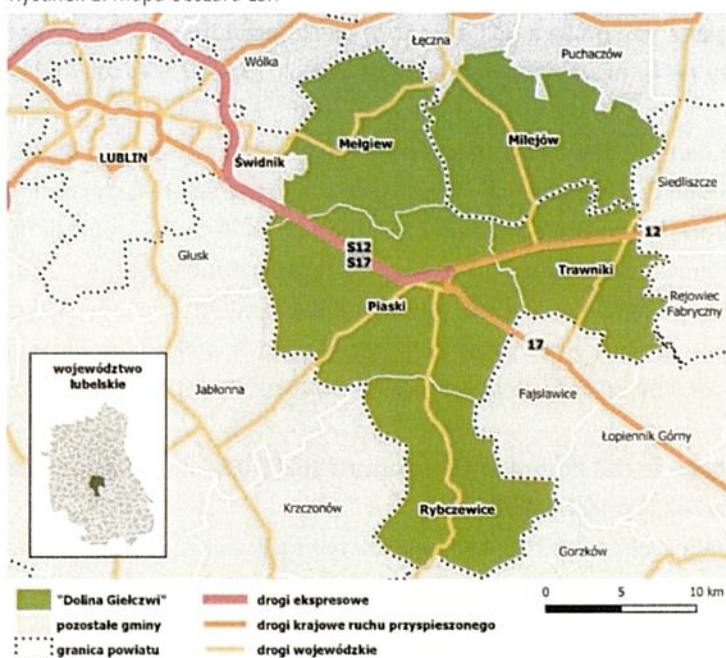 Łęczna
Puchaczów
Wólka
Mełgiew
Milejów
LUBLIN
Świdnik
Siedliszcze
Głusk
S12
S17
12
Trawniki
Piaski
Rejowiec
Fabryczny
17
województwo
lubelskie
Jabłonna
Fajsławice
Łopiennik Górny
Krzczonów
Rybczewice
Gorzków
"Dolina Giełczwi"
drogi ekspresowe
0 5 10 km
pozostałe gminy
drogi krajowe ruchu przyspieszonego
granica powiatu
drogi wojewódzkie